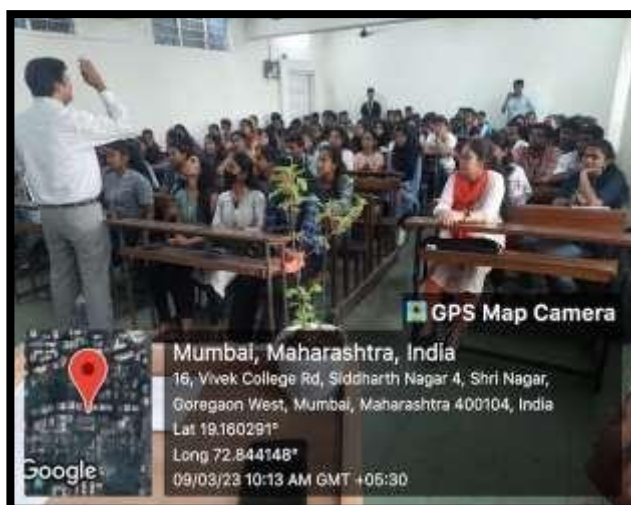 GPS Map Camera
Mumbai, Maharashtra, India
16, Vivek College Rd, Siddharth Nagar 4, Shri Nagar,
Goregaon West, Mumbai, Maharashtra 400104, India
Lat 19.160291°
Long 72.844148°
09/03/23 10:13 AM GMT +05:30
Google